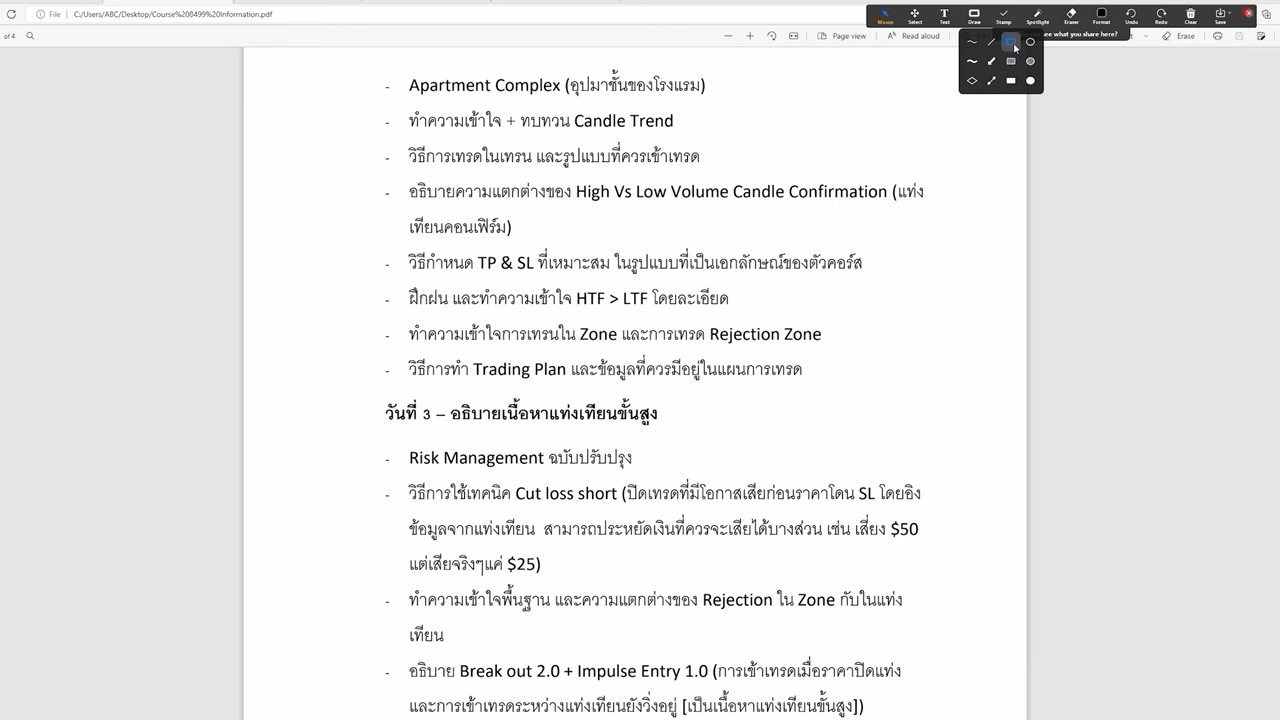 File C:/Users/ABC/Desktop/Course%208499%20Information.pdf
Mouse Select Text Draw Stamp Spotlight Eraser Format Undo Redo Clear Save
of 4 Page view Read aloud see what you share here? Erase
- Apartment Complex (อุปมาชั้นของโรงแรม)
- ทำความเข้าใจ + ทบทวน Candle Trend
- วิธีการเทรดในเทรน และรูปแบบที่ควรเข้าเทรด
- อธิบายความแตกต่างของ High Vs Low Volume Candle Confirmation (แท่ง
เทียนคอนเฟิร์ม)
- วิธีกำหนด TP & SL ที่เหมาะสม ในรูปแบบที่เป็นเอกลักษณ์ของตัวคอร์ส
- ฝึกฝน และทำความเข้าใจ HTF > LTF โดยละเอียด
- ทำความเข้าใจการเทรนใน Zone และการเทรด Rejection Zone
- วิธีการทำ Trading Plan และข้อมูลที่ควรมีอยู่ในแผนการเทรด
วันที่ 3 – อธิบายเนื้อหาแท่งเทียนขั้นสูง
- Risk Management ฉบับปรับปรุง
- วิธีการใช้เทคนิค Cut loss short (ปิดเทรดที่มีโอกาสเสียก่อนราคาโดน SL โดยอิง
ข้อมูลจากแท่งเทียน สามารถประหยัดเงินที่ควรจะเสียได้บางส่วน เช่น เสี่ยง $50
แต่เสียจริงๆแค่ $25)
- ทำความเข้าใจพื้นฐาน และความแตกต่างของ Rejection ใน Zone กับในแท่ง
เทียน
- อธิบาย Break out 2.0 + Impulse Entry 1.0 (การเข้าเทรดเมื่อราคาปิดแท่ง
และการเข้าเทรดระหว่างแท่งเทียนยังวิ่งอยู่ [เป็นเนื้อหาแท่งเทียนขั้นสูง])